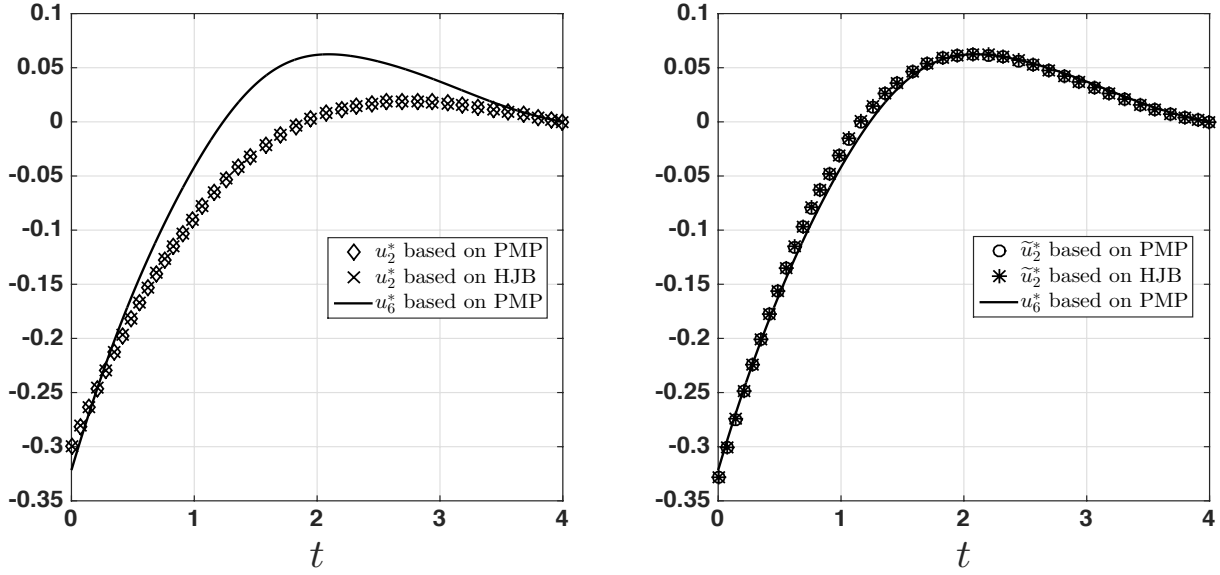 0.1
0.05
0
-0.05
-0.1
-0.15
-0.2
-0.25
-0.3
-0.35
0 1 2 3 4
t
u₂* based on PMP
u₂* based on HJB
u₆* based on PMP
0.1
0.05
0
-0.05
-0.1
-0.15
-0.2
-0.25
-0.3
-0.35
0 1 2 3 4
t
ũ₂* based on PMP
ũ₂* based on HJB
u₆* based on PMP